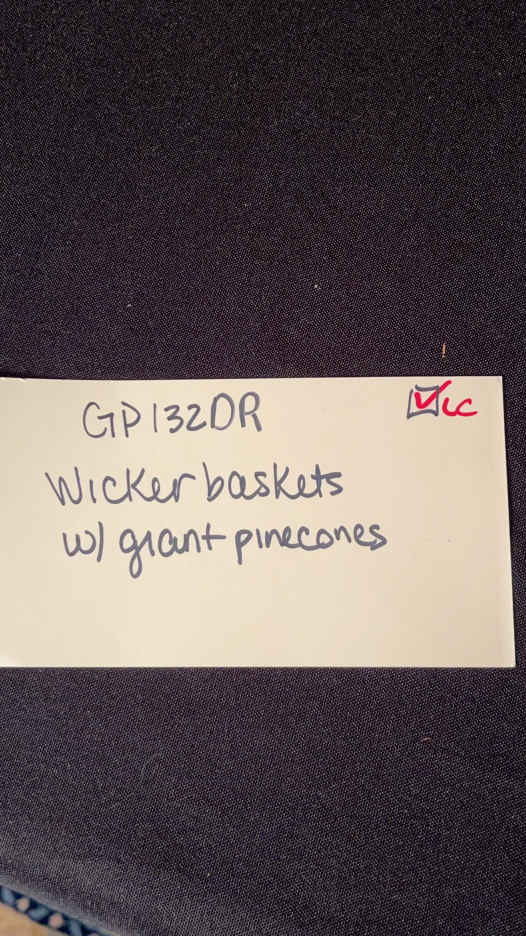 GP132DR
☑ LC
Wicker baskets
w/ giant pinecones